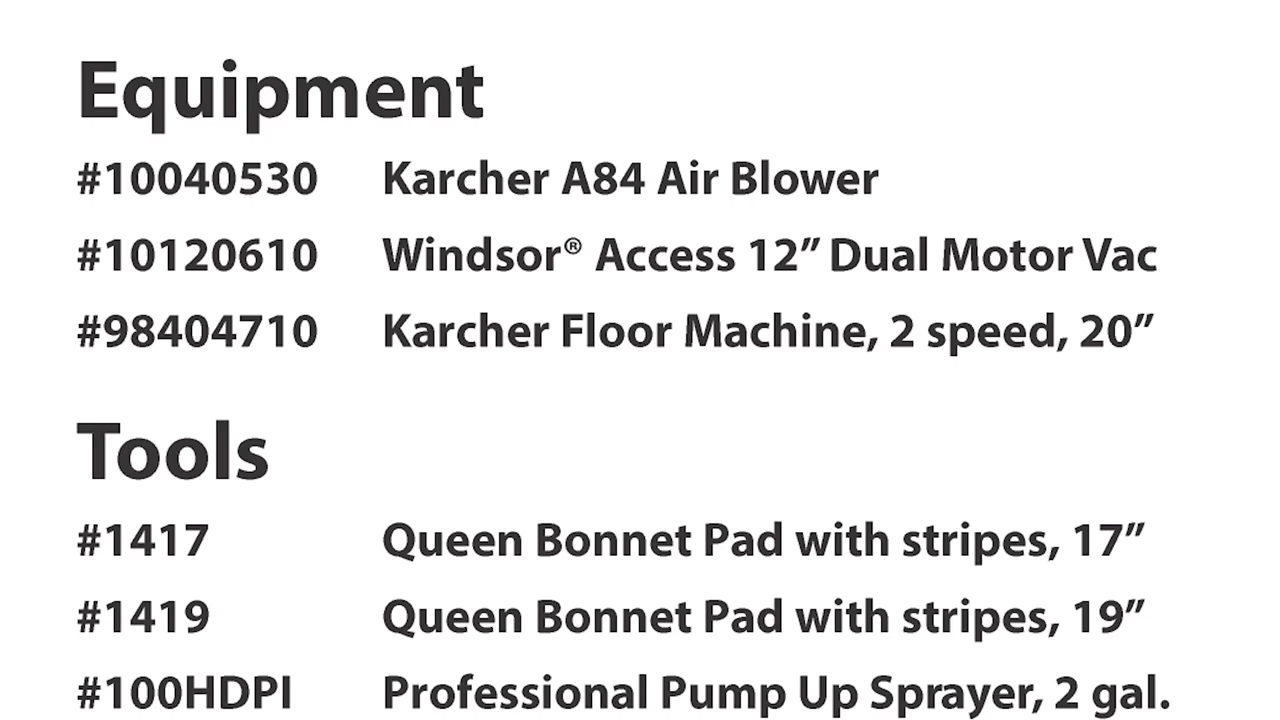 Equipment
#10040530 Karcher A84 Air Blower
#10120610 Windsor® Access 12” Dual Motor Vac
#98404710 Karcher Floor Machine, 2 speed, 20”
Tools
#1417 Queen Bonnet Pad with stripes, 17”
#1419 Queen Bonnet Pad with stripes, 19”
#100HDPI Professional Pump Up Sprayer, 2 gal.